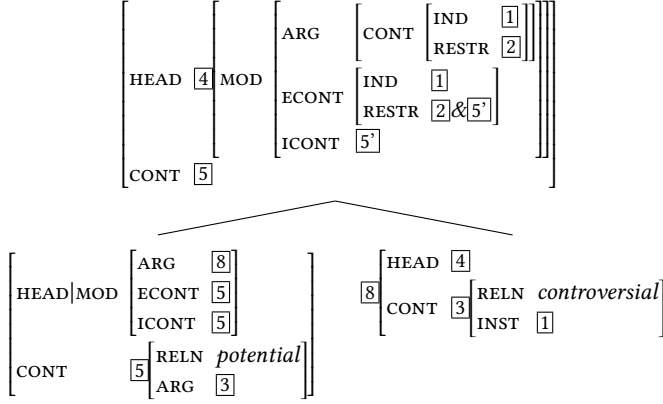 ARG CONT IND 1
RESTR 2
HEAD 4 MOD ECONT IND 1
RESTR 2&5’
ICONT 5’
CONT 5
HEAD|MOD ARG 8
ECONT 5
ICONT 5
CONT 5 RELN potential
ARG 3
8 HEAD 4
CONT 3 RELN controversial
INST 1